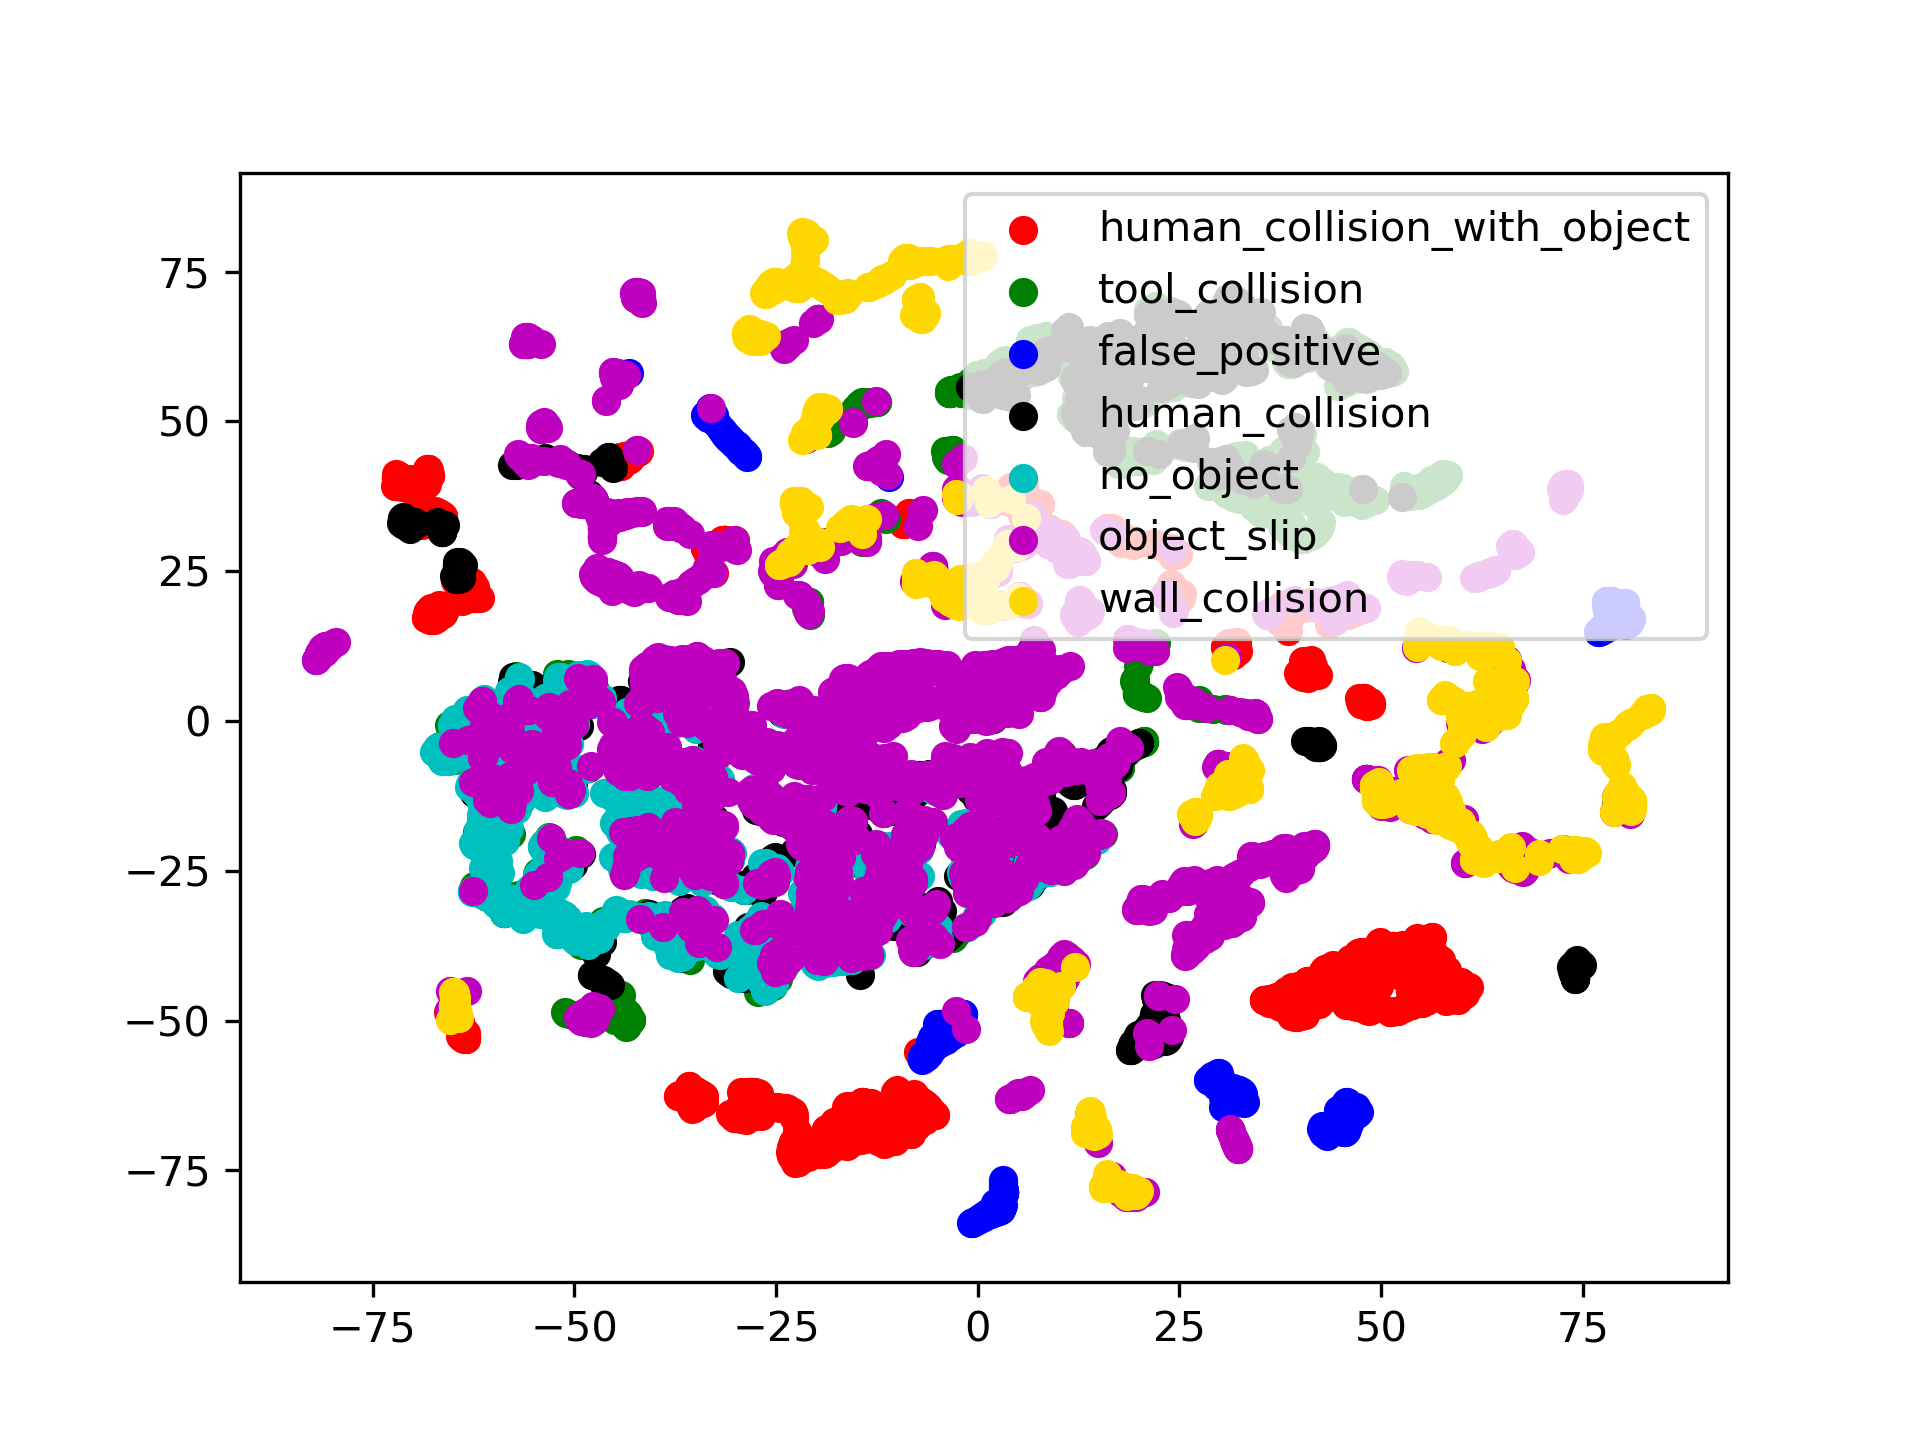 human_collision_with_object
tool_collision
false_positive
human_collision
no_object
object_slip
wall_collision
75
50
25
0
−25
−50
−75
−75 −50 −25 0 25 50 75